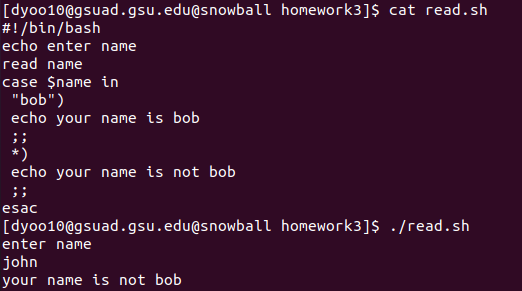 [dyoo10@gsuad.gsu.edu@snowball homework3]$ cat read.sh
#!/bin/bash
echo enter name
read name
case $name in
 "bob")
 echo your name is bob
 ;;
 *)
 echo your name is not bob
 ;;
esac
[dyoo10@gsuad.gsu.edu@snowball homework3]$ ./read.sh
enter name
john
your name is not bob